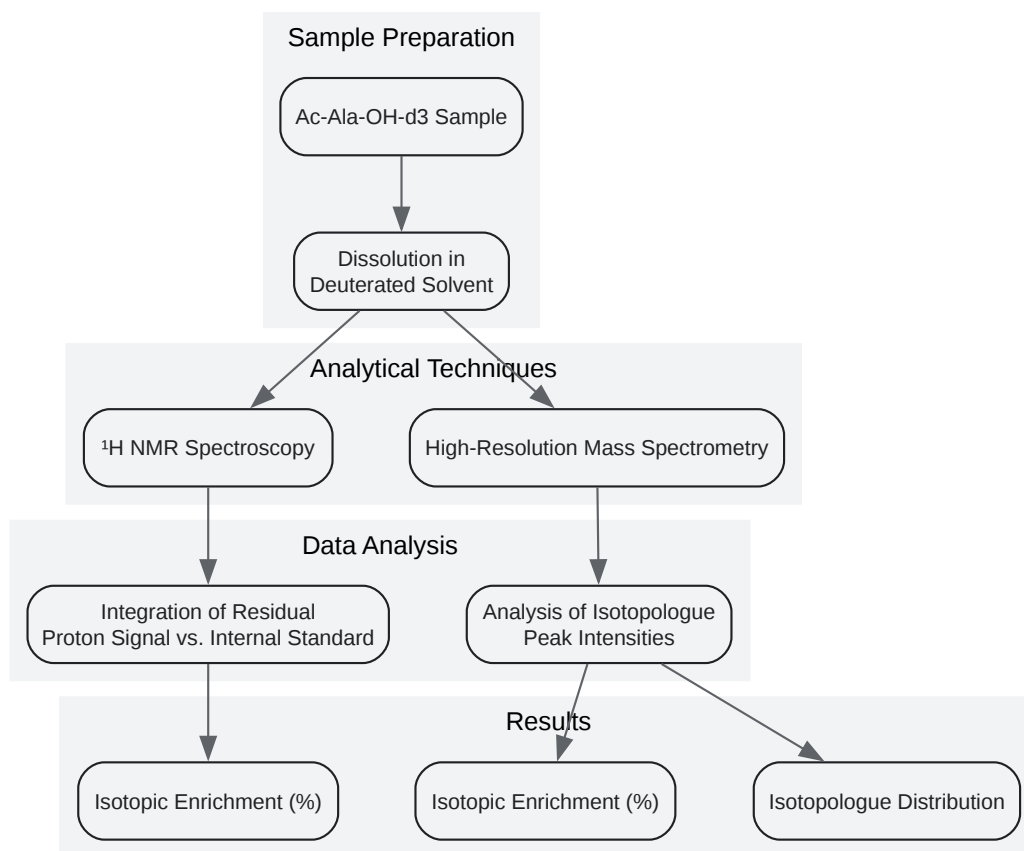 Sample Preparation
Ac-Ala-OH-d3 Sample
Dissolution in
Deuterated Solvent
Analytical Techniques
¹H NMR Spectroscopy
High-Resolution Mass Spectrometry
Data Analysis
Integration of Residual
Proton Signal vs. Internal Standard
Analysis of Isotopologue
Peak Intensities
Results
Isotopic Enrichment (%)
Isotopic Enrichment (%)
Isotopologue Distribution